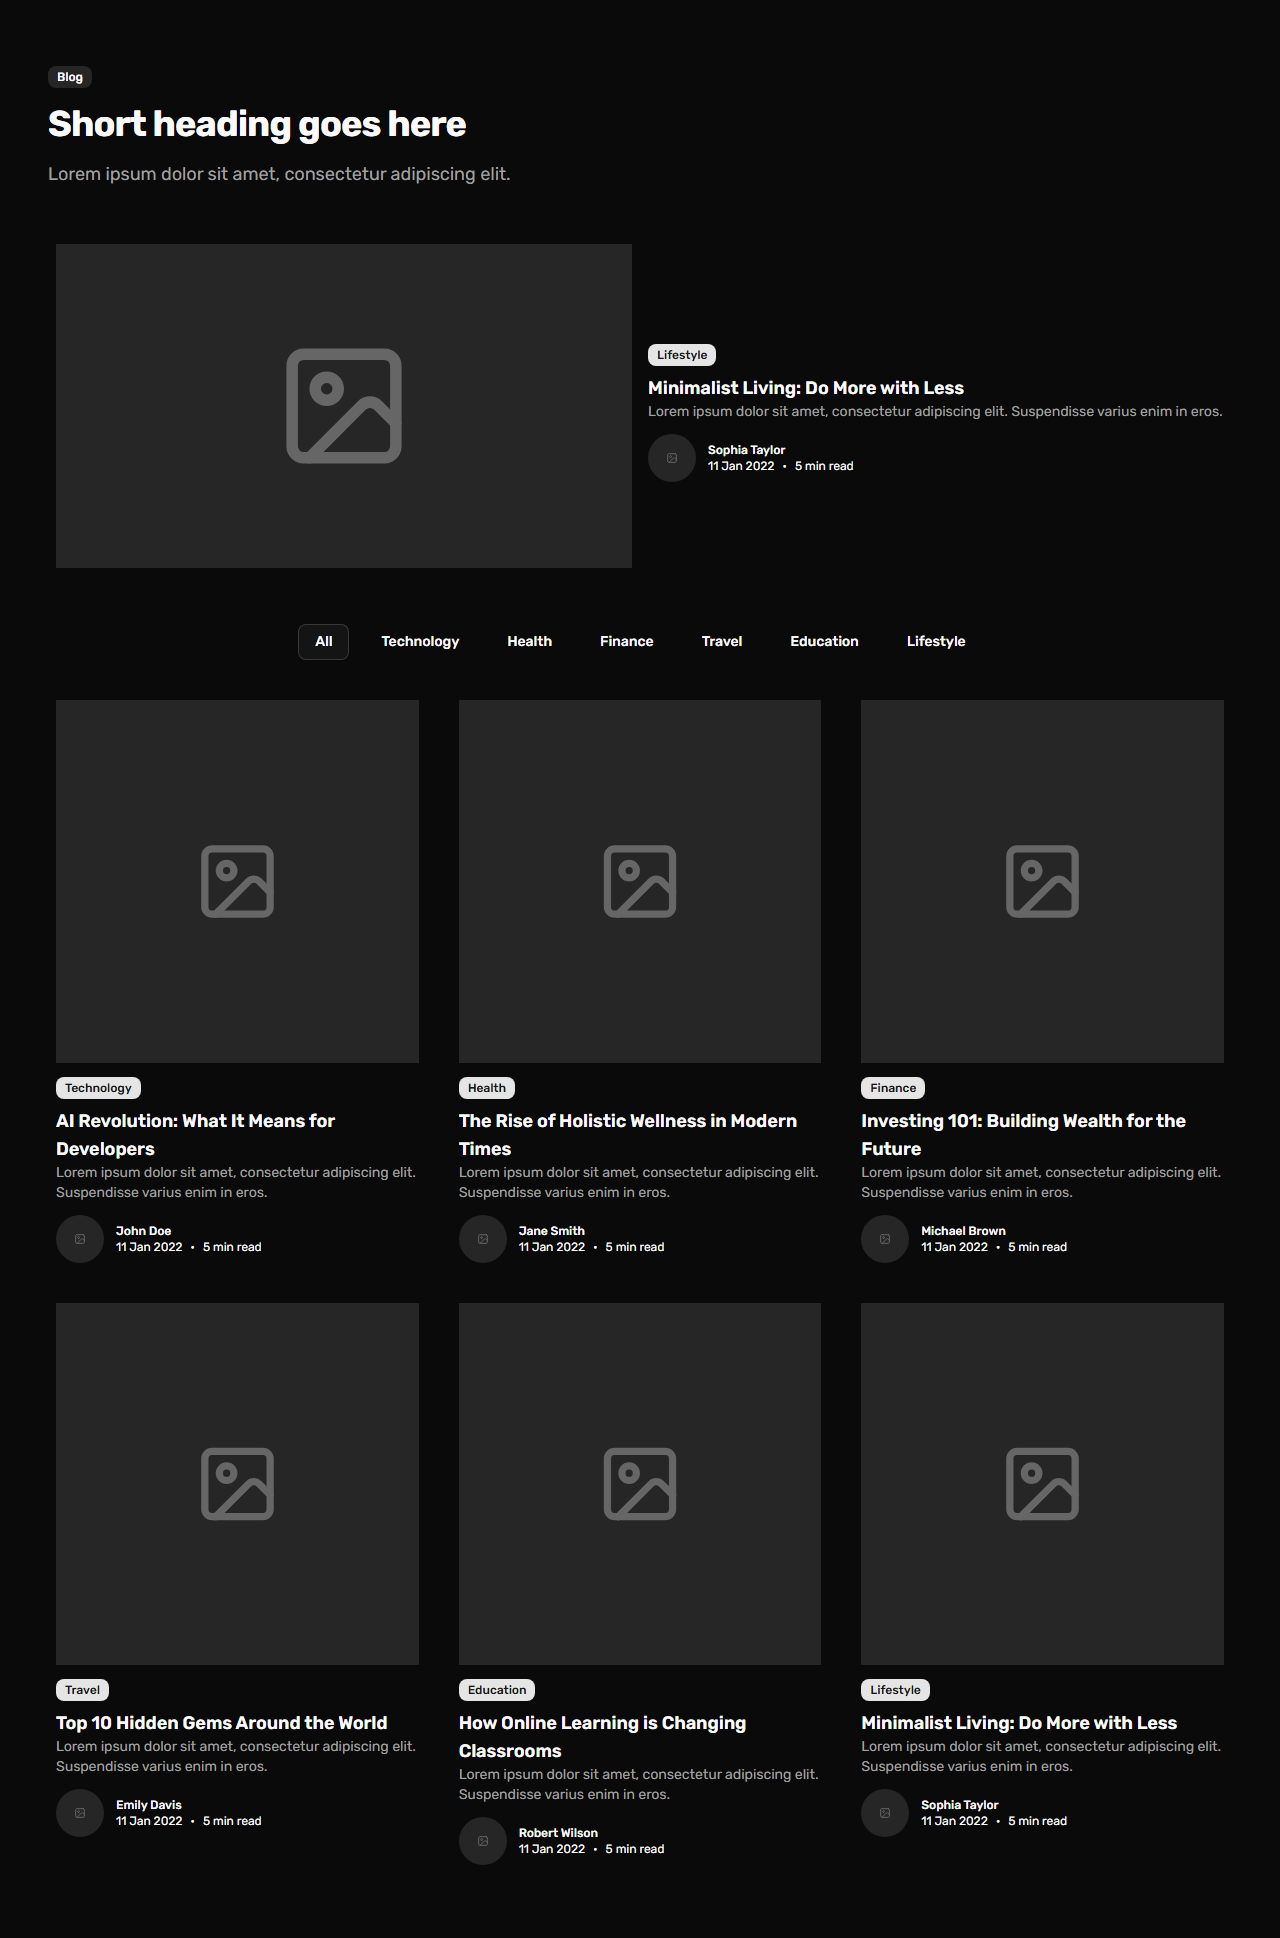 Blog
Short heading goes here
Lorem ipsum dolor sit amet, consectetur adipiscing elit.
Lifestyle
Minimalist Living: Do More with Less
Lorem ipsum dolor sit amet, consectetur adipiscing elit. Suspendisse varius enim in eros.
Sophia Taylor
11 Jan 2022 • 5 min read
All Technology Health Finance Travel Education Lifestyle
Technology
AI Revolution: What It Means for
Developers
Lorem ipsum dolor sit amet, consectetur adipiscing elit.
Suspendisse varius enim in eros.
John Doe
11 Jan 2022 • 5 min read
Health
The Rise of Holistic Wellness in Modern
Times
Lorem ipsum dolor sit amet, consectetur adipiscing elit.
Suspendisse varius enim in eros.
Jane Smith
11 Jan 2022 • 5 min read
Finance
Investing 101: Building Wealth for the
Future
Lorem ipsum dolor sit amet, consectetur adipiscing elit.
Suspendisse varius enim in eros.
Michael Brown
11 Jan 2022 • 5 min read
Travel
Top 10 Hidden Gems Around the World
Lorem ipsum dolor sit amet, consectetur adipiscing elit.
Suspendisse varius enim in eros.
Emily Davis
11 Jan 2022 • 5 min read
Education
How Online Learning is Changing
Classrooms
Lorem ipsum dolor sit amet, consectetur adipiscing elit.
Suspendisse varius enim in eros.
Robert Wilson
11 Jan 2022 • 5 min read
Lifestyle
Minimalist Living: Do More with Less
Lorem ipsum dolor sit amet, consectetur adipiscing elit.
Suspendisse varius enim in eros.
Sophia Taylor
11 Jan 2022 • 5 min read